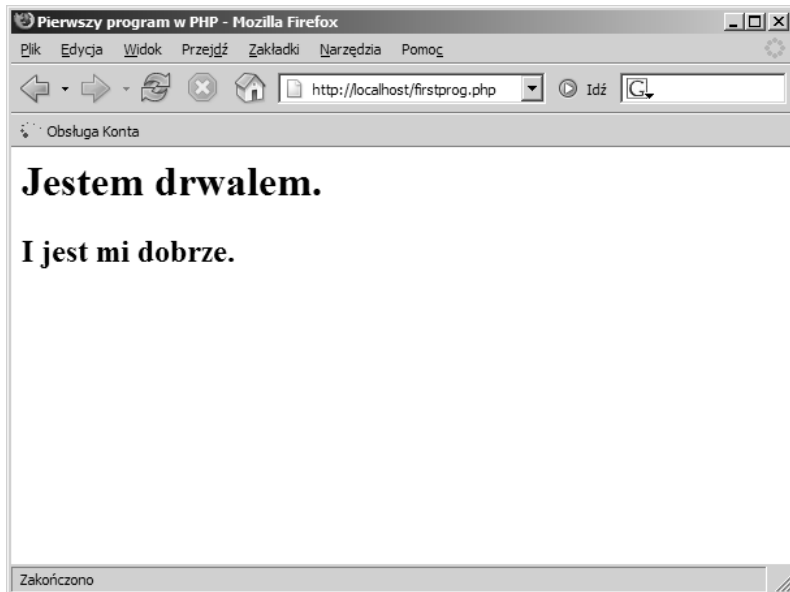 Pierwszy program w PHP - Mozilla Firefox
Plik Edycja Widok Przejdź Zakładki Narzędzia Pomoc
http://localhost/firstprog.php Idź G
Obsługa Konta
Jestem drwalem.
I jest mi dobrze.
Zakończono